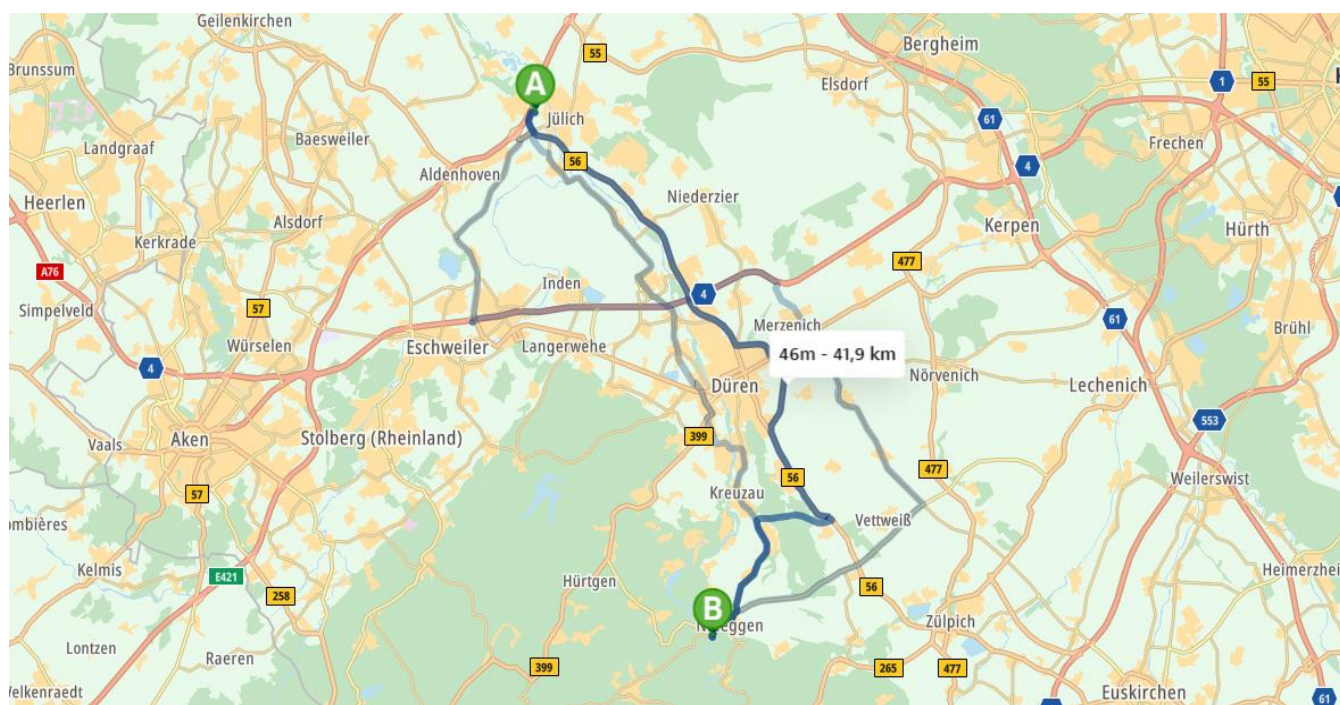 Geilenkirchen
Bergheim
55
Brunssum
Elsdorf
1
55
A
Jülich
61
Baesweiler
Landgraaf
56
4
Frechen
Aldenhoven
Niederzier
Heerlen
Alsdorf
Kerpen
Hürth
Kerkrade
A76
477
Inden
4
57
Simpelveld
61
Merzenich
Brühl
Würselen
Eschweiler
Langerwehe
46m - 41,9 km
4
Düren
Nörvenich
Lechenich
553
Vaals
Aken
Stolberg (Rheinland)
399
477
56
Weilerswist
57
Kreuzau
Vettweiß
Kelmis
E421
Hürtgen
Heimerzhe
258
56
B
Zülpich
Lontzen
Raeren
399
265
477
Euskirchen
61